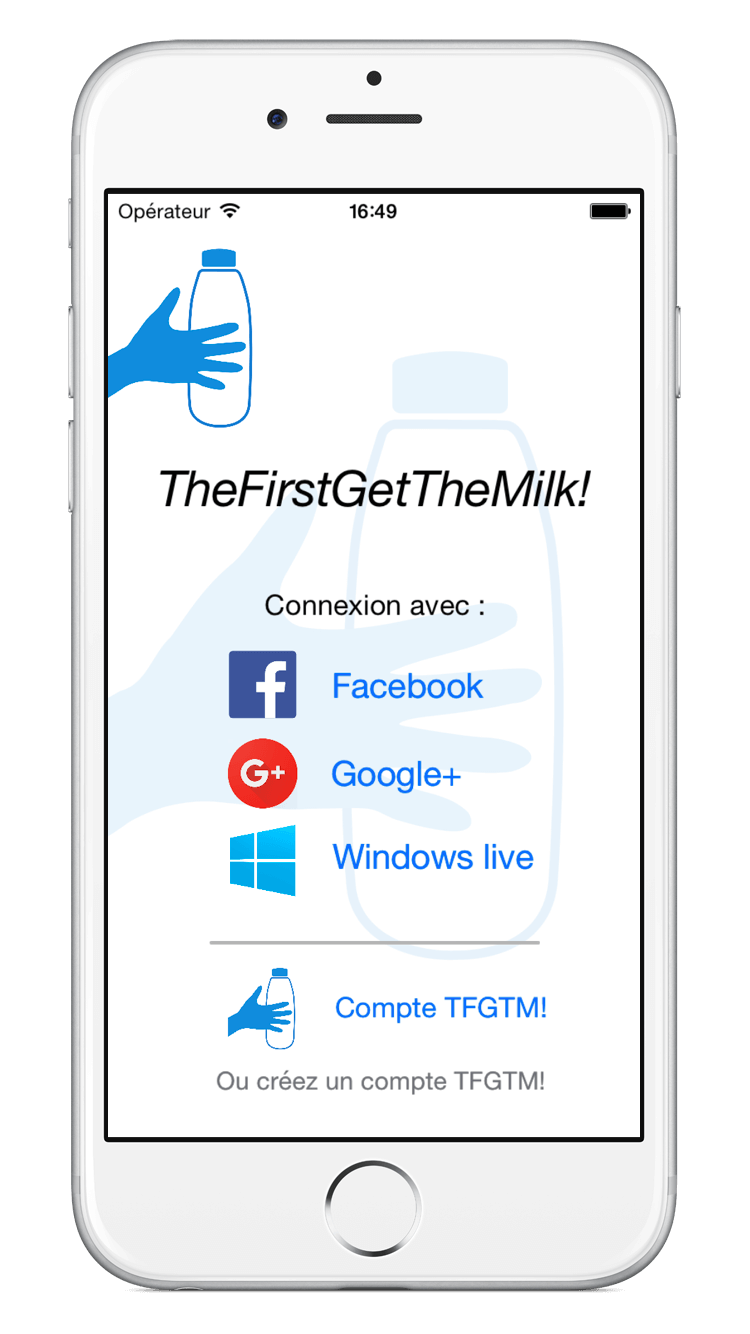 Opérateur 16:49
TheFirstGetTheMilk!
Connexion avec :
f Facebook
G+ Google+
Windows live
Compte TFGTM!
Ou créez un compte TFGTM!